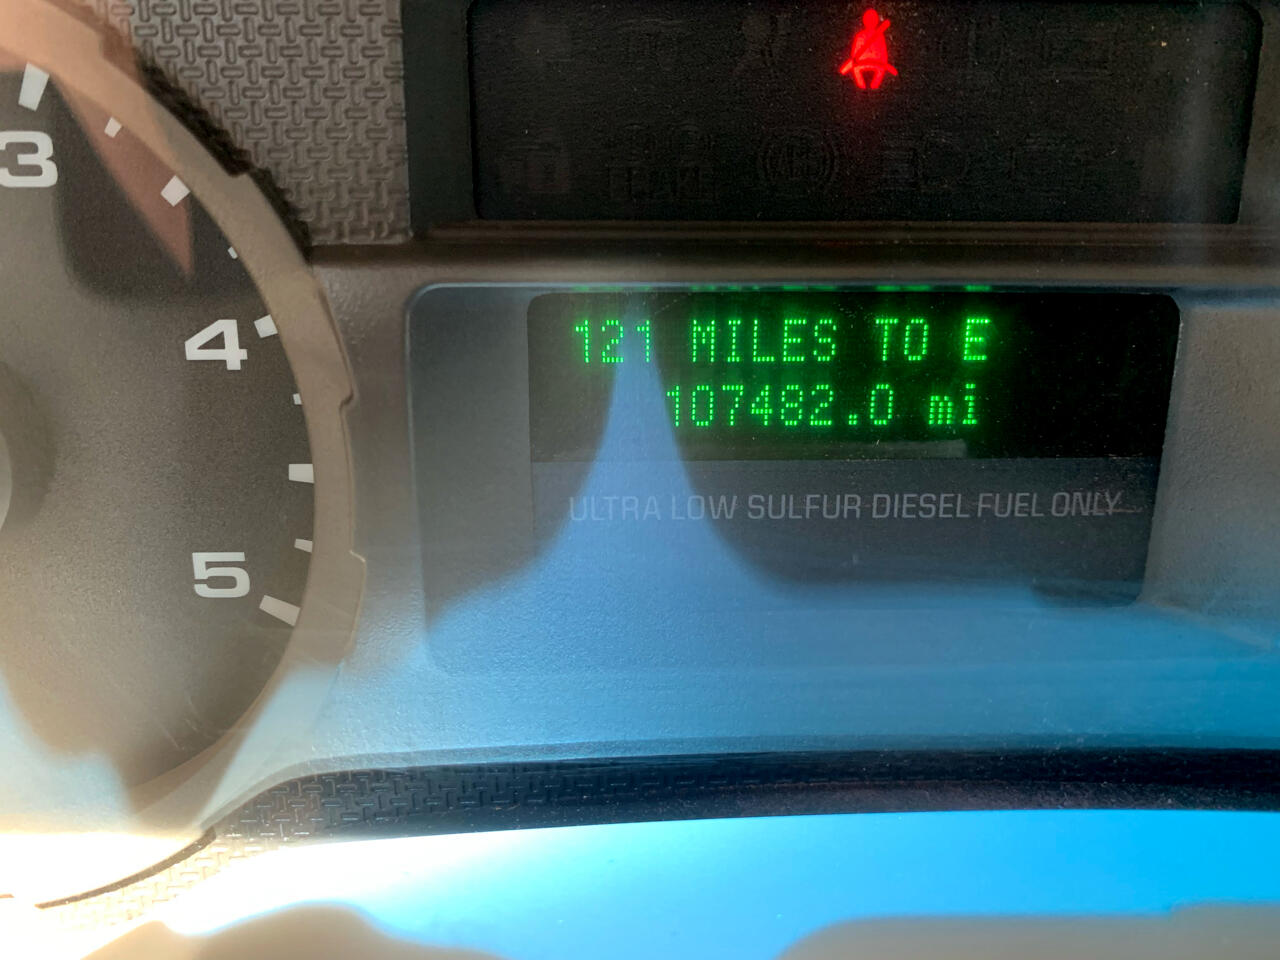 3
4
5
121 MILES TO E
107482.0 mi
ULTRA LOW SULFUR DIESEL FUEL ONLY